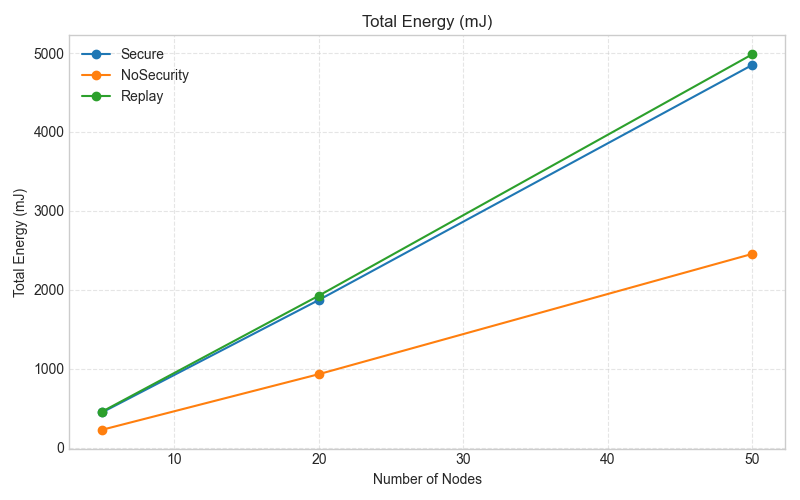 Total Energy (mJ)
Secure
NoSecurity
Replay
Total Energy (mJ)
5000
4000
3000
2000
1000
0
10
20
30
40
50
Number of Nodes